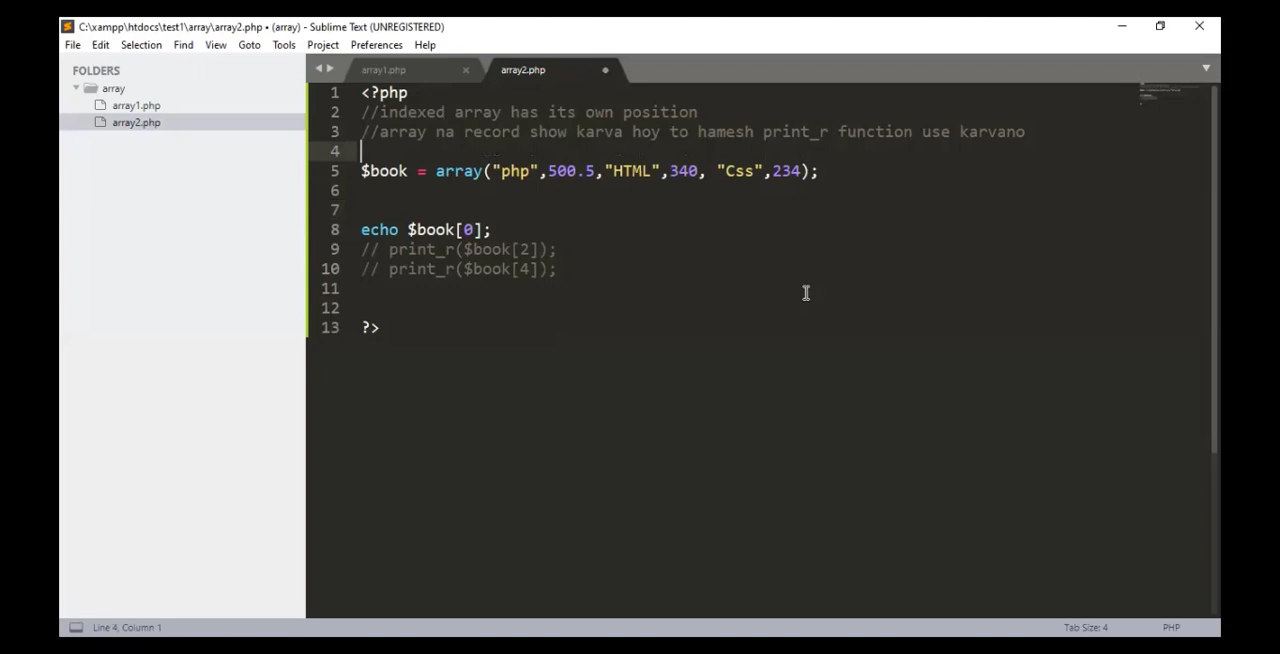 C:\xampp\htdocs\test1\array\array2.php • (array) - Sublime Text (UNREGISTERED)
File Edit Selection Find View Goto Tools Project Preferences Help
FOLDERS
array
array1.php
array2.php
array1.php array2.php
1 <?php
2 //indexed array has its own position
3 //array na record show karva hoy to hamesh print_r function use karvano
4
5 $book = array("php",500.5,"HTML",340, "Css",234);
6
7
8 echo $book[0];
9 // print_r($book[2]);
10 // print_r($book[4]);
11
12
13 ?>
Line 4, Column 1 Tab Size: 4 PHP